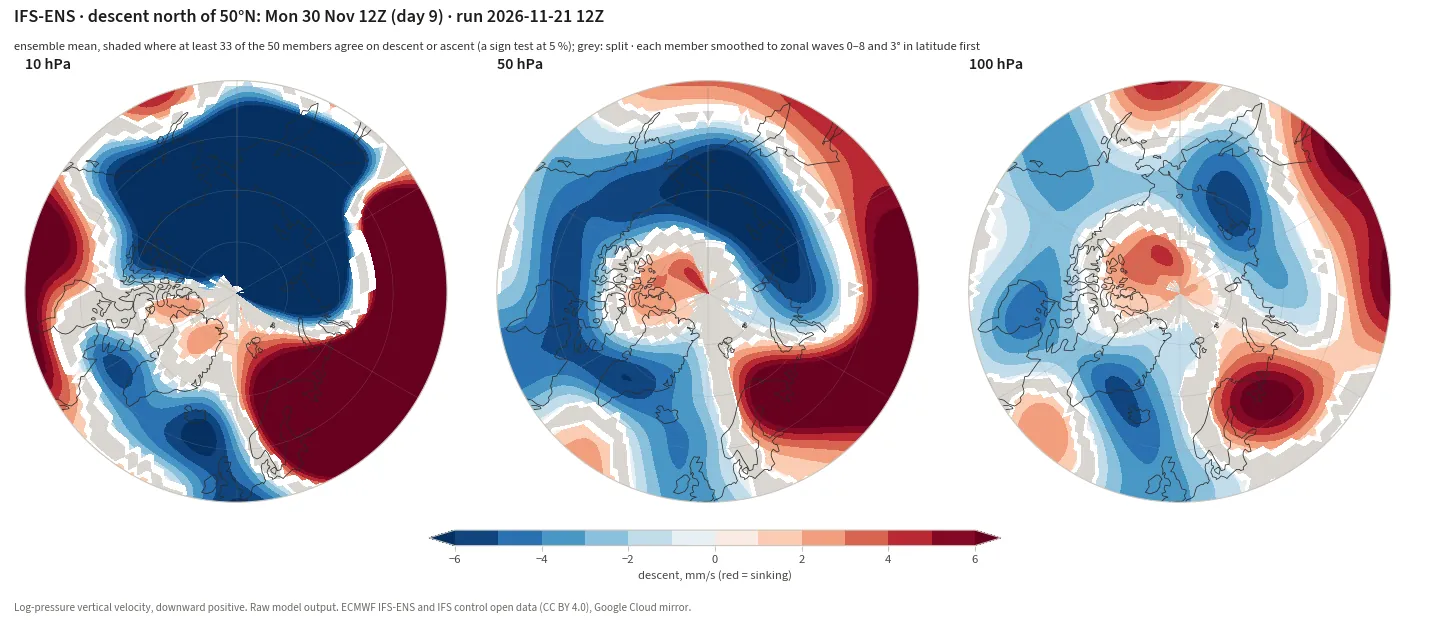 IFS-ENS · descent north of 50°N: Mon 30 Nov 12Z (day 9) · run 2026-11-21 12Z
ensemble mean, shaded where at least 33 of the 50 members agree on descent or ascent (a sign test at 5 %); grey: split · each member smoothed to zonal waves 0–8 and 3° in latitude first
10 hPa
50 hPa
100 hPa
−6 −4 −2 0 2 4 6
descent, mm/s (red = sinking)
Log-pressure vertical velocity, downward positive. Raw model output. ECMWF IFS-ENS and IFS control open data (CC BY 4.0), Google Cloud mirror.